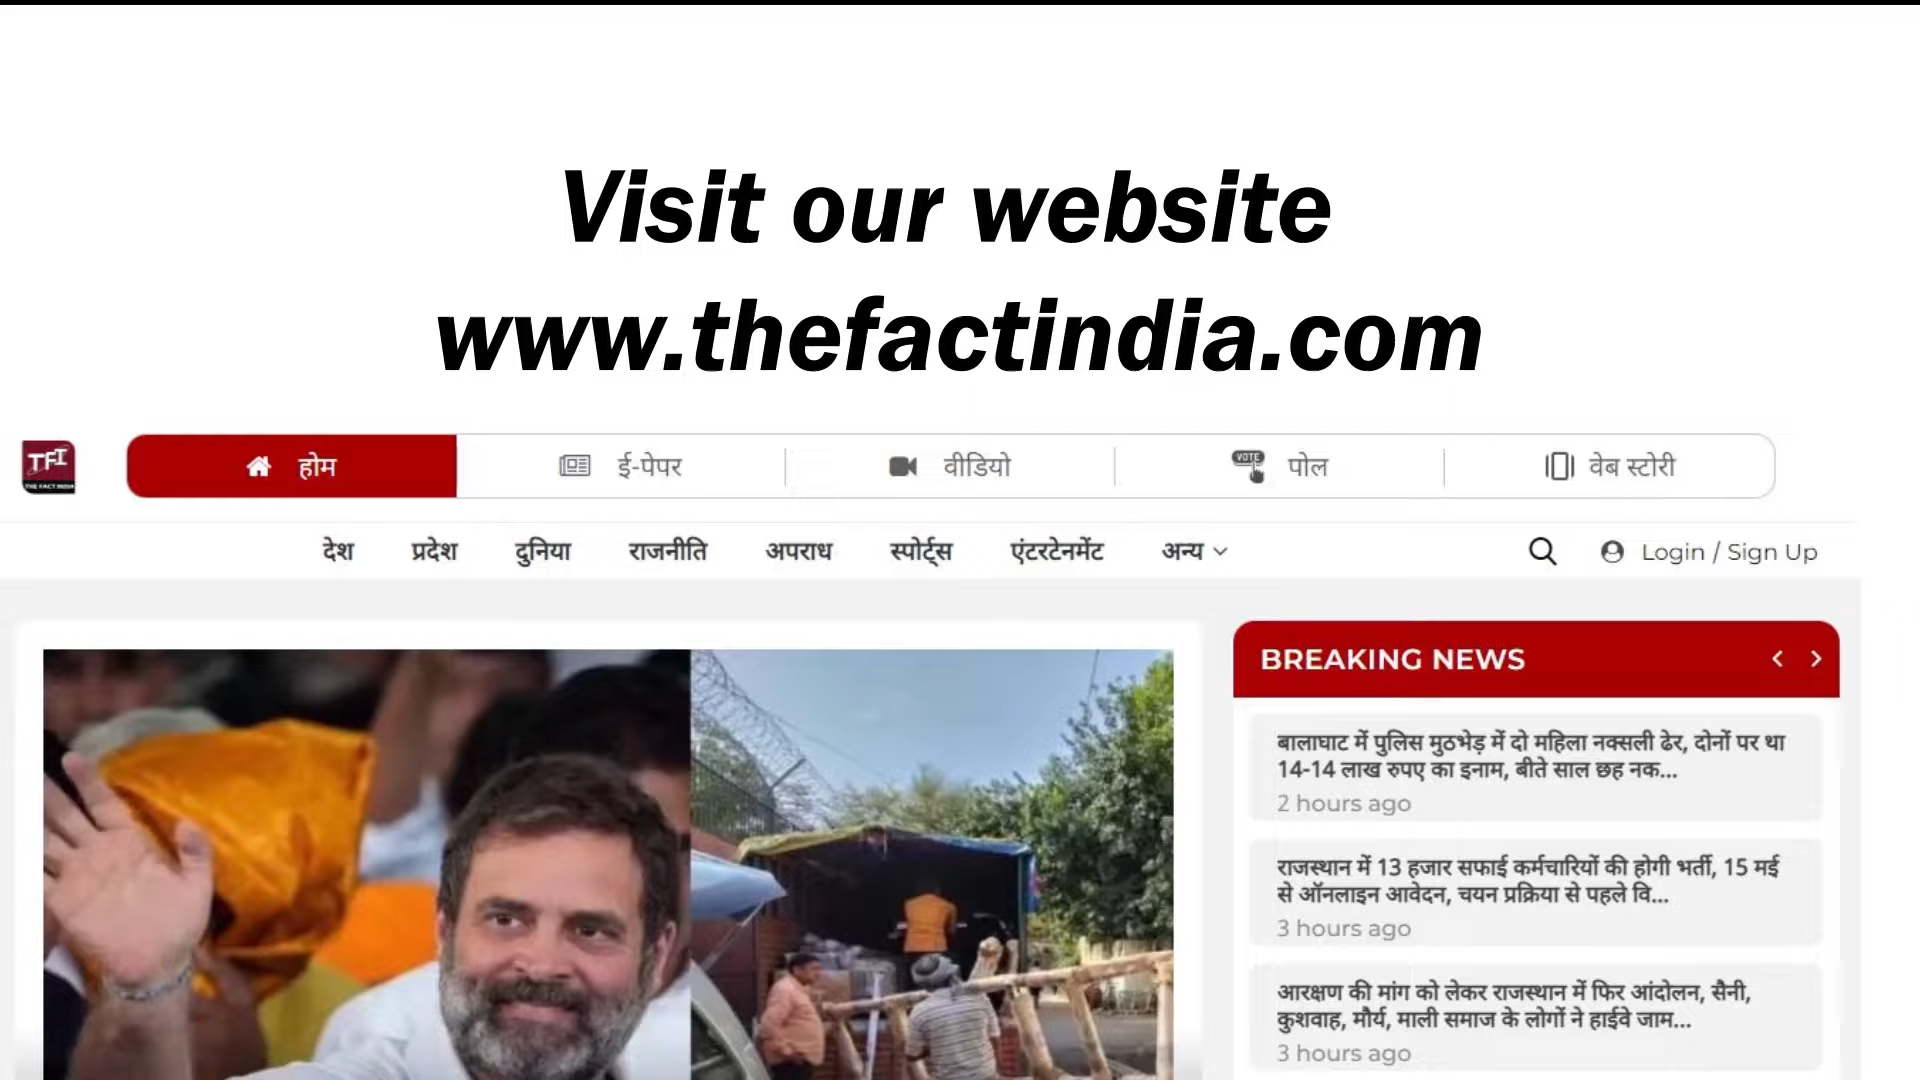 Visit our website
www.thefactindia.com
TFI
THE FACT INDIA
होम
ई-पेपर
वीडियो
VOTE
पोल
वेब स्टोरी
देश
प्रदेश
दुनिया
राजनीति
अपराध
स्पोर्ट्स
एंटरटेनमेंट
अन्य
Login / Sign Up
BREAKING NEWS
बालाघाट में पुलिस मुठभेड़ में दो महिला नक्सली ढेर, दोनों पर था
14-14 लाख रुपए का इनाम, बीते साल छह नक...
2 hours ago
राजस्थान में 13 हजार सफाई कर्मचारियों की होगी भर्ती, 15 मई
से ऑनलाइन आवेदन, चयन प्रक्रिया से पहले वि...
3 hours ago
आरक्षण की मांग को लेकर राजस्थान में फिर आंदोलन, सैनी,
कुशवाह, मौर्य, माली समाज के लोगों ने हाईवे जाम...
3 hours ago